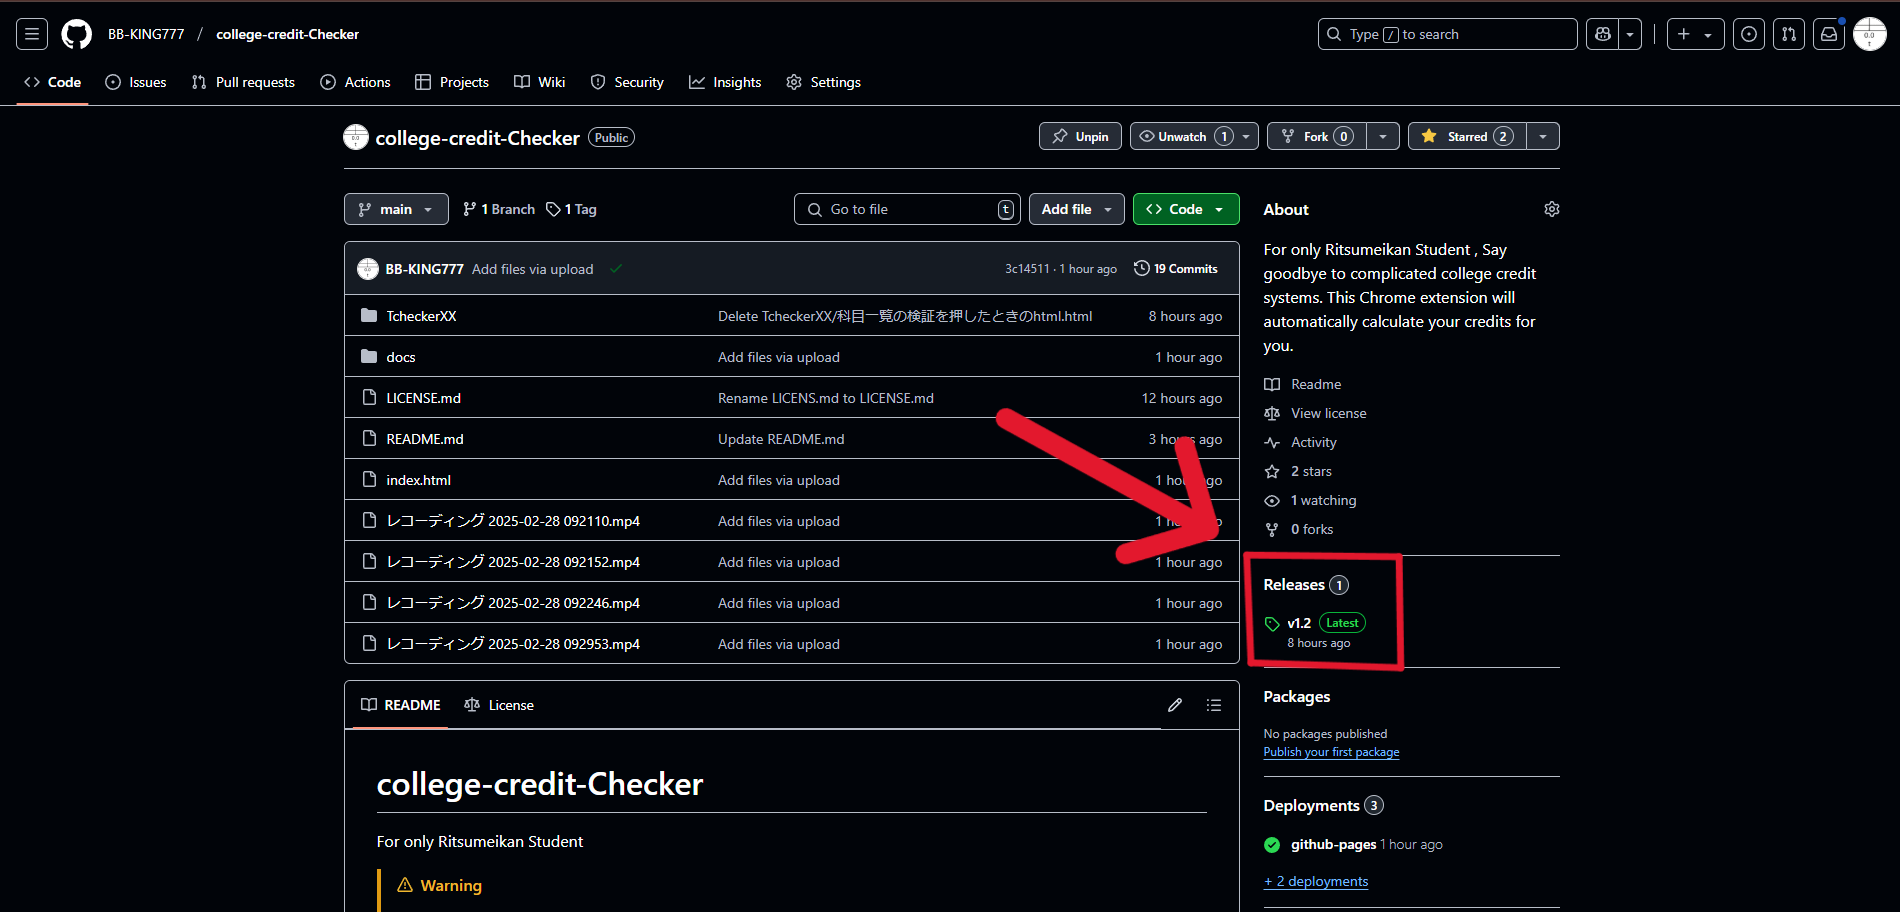 BB-KING777 / college-credit-Checker
Type / to search
Code Issues Pull requests Actions Projects Wiki Security Insights Settings
college-credit-Checker Public
Unpin Unwatch 1 Fork 0 Starred 2
main 1 Branch 1 Tag Go to file t Add file Code
BB-KING777 Add files via upload 3c14511 · 1 hour ago 19 Commits
TcheckerXX Delete TcheckerXX/科目一覧の検証を押したときのhtml.html 8 hours ago
docs Add files via upload 1 hour ago
LICENSE.md Rename LICENS.md to LICENSE.md 12 hours ago
README.md Update README.md 3 ago
index.html Add files via upload 1 ago
レコーディング 2025-02-28 092110.mp4 Add files via upload 1
レコーディング 2025-02-28 092152.mp4 Add files via upload 1 hour ago
レコーディング 2025-02-28 092246.mp4 Add files via upload 1 hour ago
レコーディング 2025-02-28 092953.mp4 Add files via upload 1 hour ago
README License
college-credit-Checker
For only Ritsumeikan Student
Warning
About
For only Ritsumeikan Student , Say
goodbye to complicated college credit
systems. This Chrome extension will
automatically calculate your credits for
you.
Readme
View license
Activity
2 stars
1 watching
0 forks
Releases 1
v1.2 Latest
8 hours ago
Packages
No packages published
Publish your first package
Deployments 3
github-pages 1 hour ago
+ 2 deployments